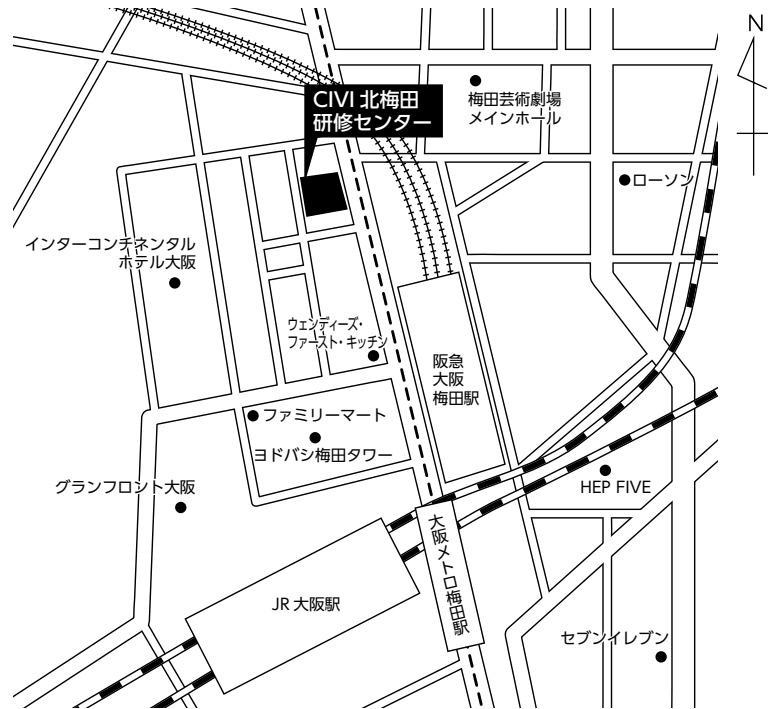 N
CIVI 北梅田
研修センター
梅田芸術劇場
メインホール
ローソン
インターコンチネンタル
ホテル大阪
ウェンディーズ・
ファースト・キッチン
阪急
大阪
梅田駅
ファミリーマート
ヨドバシ梅田タワー
グランフロント大阪
HEP FIVE
大阪メトロ梅田駅
JR 大阪駅
セブンイレブン